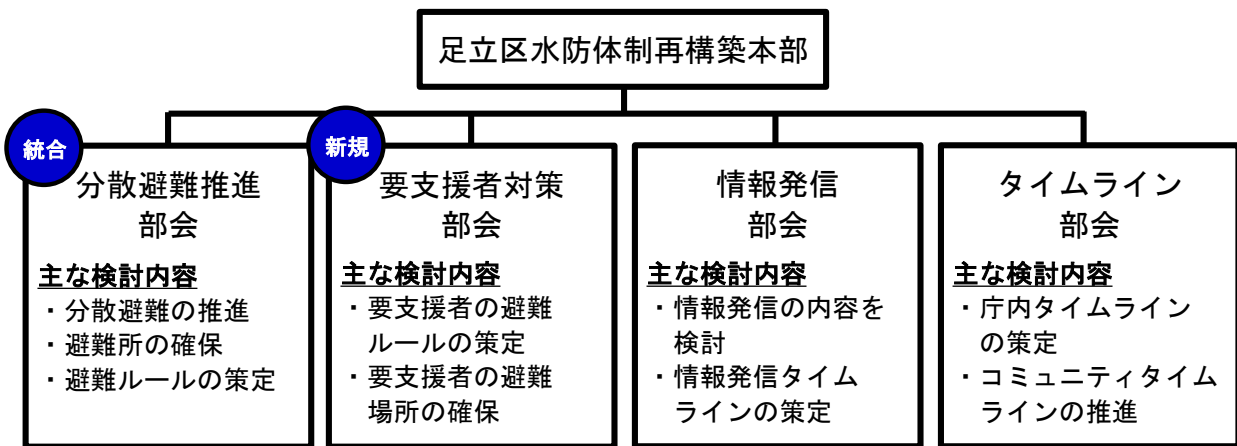 足立区水防体制再構築本部
統合
分散避難推進
部会
主な検討内容
・分散避難の推進
・避難所の確保
・避難ルールの策定
新規
要支援者対策
部会
主な検討内容
・要支援者の避難
ルールの策定
・要支援者の避難
場所の確保
情報発信
部会
主な検討内容
・情報発信の内容を
検討
・情報発信タイム
ラインの策定
タイムライン
部会
主な検討内容
・庁内タイムライン
の策定
・コミュニティタイム
ラインの推進